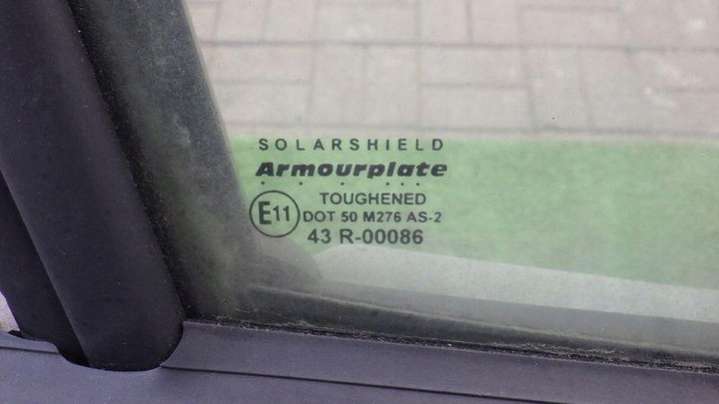 SOLARSHIELD
Armourplate
TOUGHENED
E11 DOT 50 M276 AS-2
43 R-00086